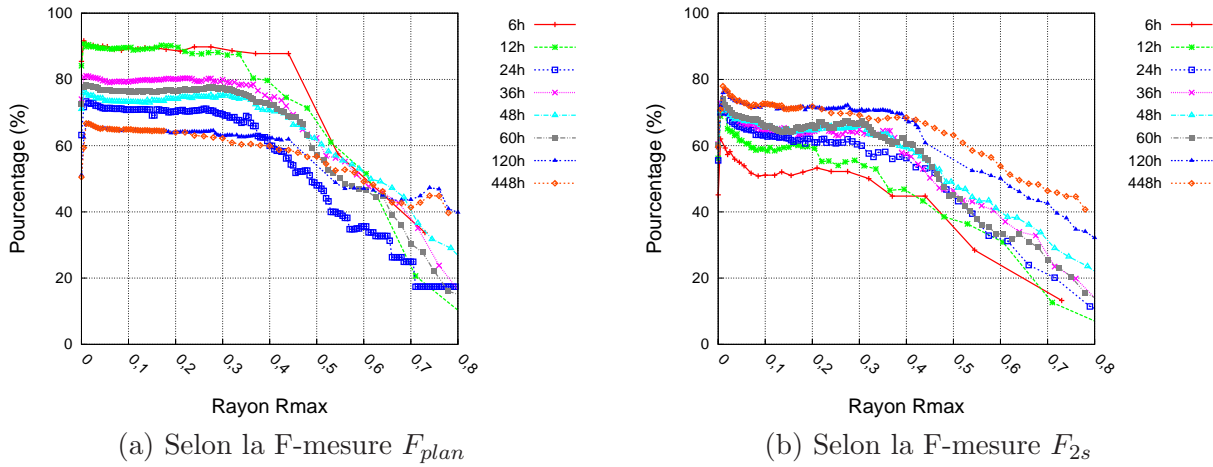 100
80
60
40
20
0
Pourcentage (%)
0
0,1
0,2
0,3
0,4
0,5
0,6
0,7
0,8
Rayon Rmax
6h
12h
24h
36h
48h
60h
120h
448h
(a) Selon la F-mesure F_plan
100
80
60
40
20
0
Pourcentage (%)
0
0,1
0,2
0,3
0,4
0,5
0,6
0,7
0,8
Rayon Rmax
6h
12h
24h
36h
48h
60h
120h
448h
(b) Selon la F-mesure F_2s